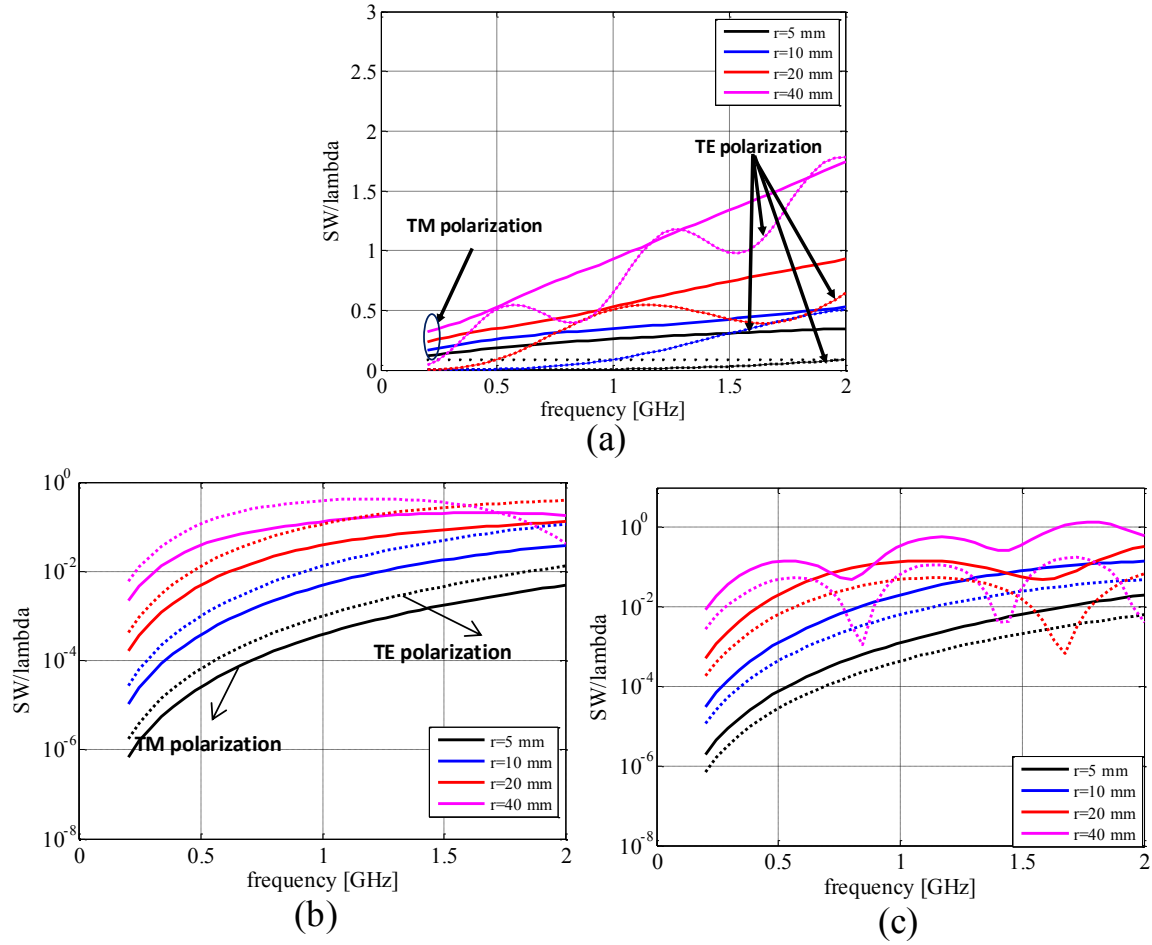 3
2.5
2
1.5
1
0.5
0
SW/lambda
r=5 mm
r=10 mm
r=20 mm
r=40 mm
TE polarization
TM polarization
0 0.5 1 1.5 2
frequency [GHz]
(a)
10^0
10^-2
10^-4
10^-6
10^-8
SW/lambda
TE polarization
TM polarization
r=5 mm
r=10 mm
r=20 mm
r=40 mm
0 0.5 1 1.5 2
frequency [GHz]
(b)
10^0
10^-2
10^-4
10^-6
10^-8
SW/lambda
r=5 mm
r=10 mm
r=20 mm
r=40 mm
0 0.5 1 1.5 2
frequency [GHz]
(c)